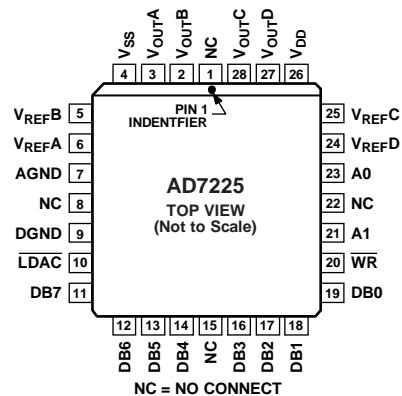 VSS VOUTA VOUTB NC VOUTC VOUTD VDD
4 3 2 1 28 27 26
PIN 1
INDENTFIER
VREFB 5
VREFA 6
AGND 7
NC 8
DGND 9
LDAC 10
DB7 11
AD7225
TOP VIEW
(Not to Scale)
25 VREFC
24 VREFD
23 A0
22 NC
21 A1
20 WR
19 DB0
12 13 14 15 16 17 18
DB6 DB5 DB4 NC DB3 DB2 DB1
NC = NO CONNECT